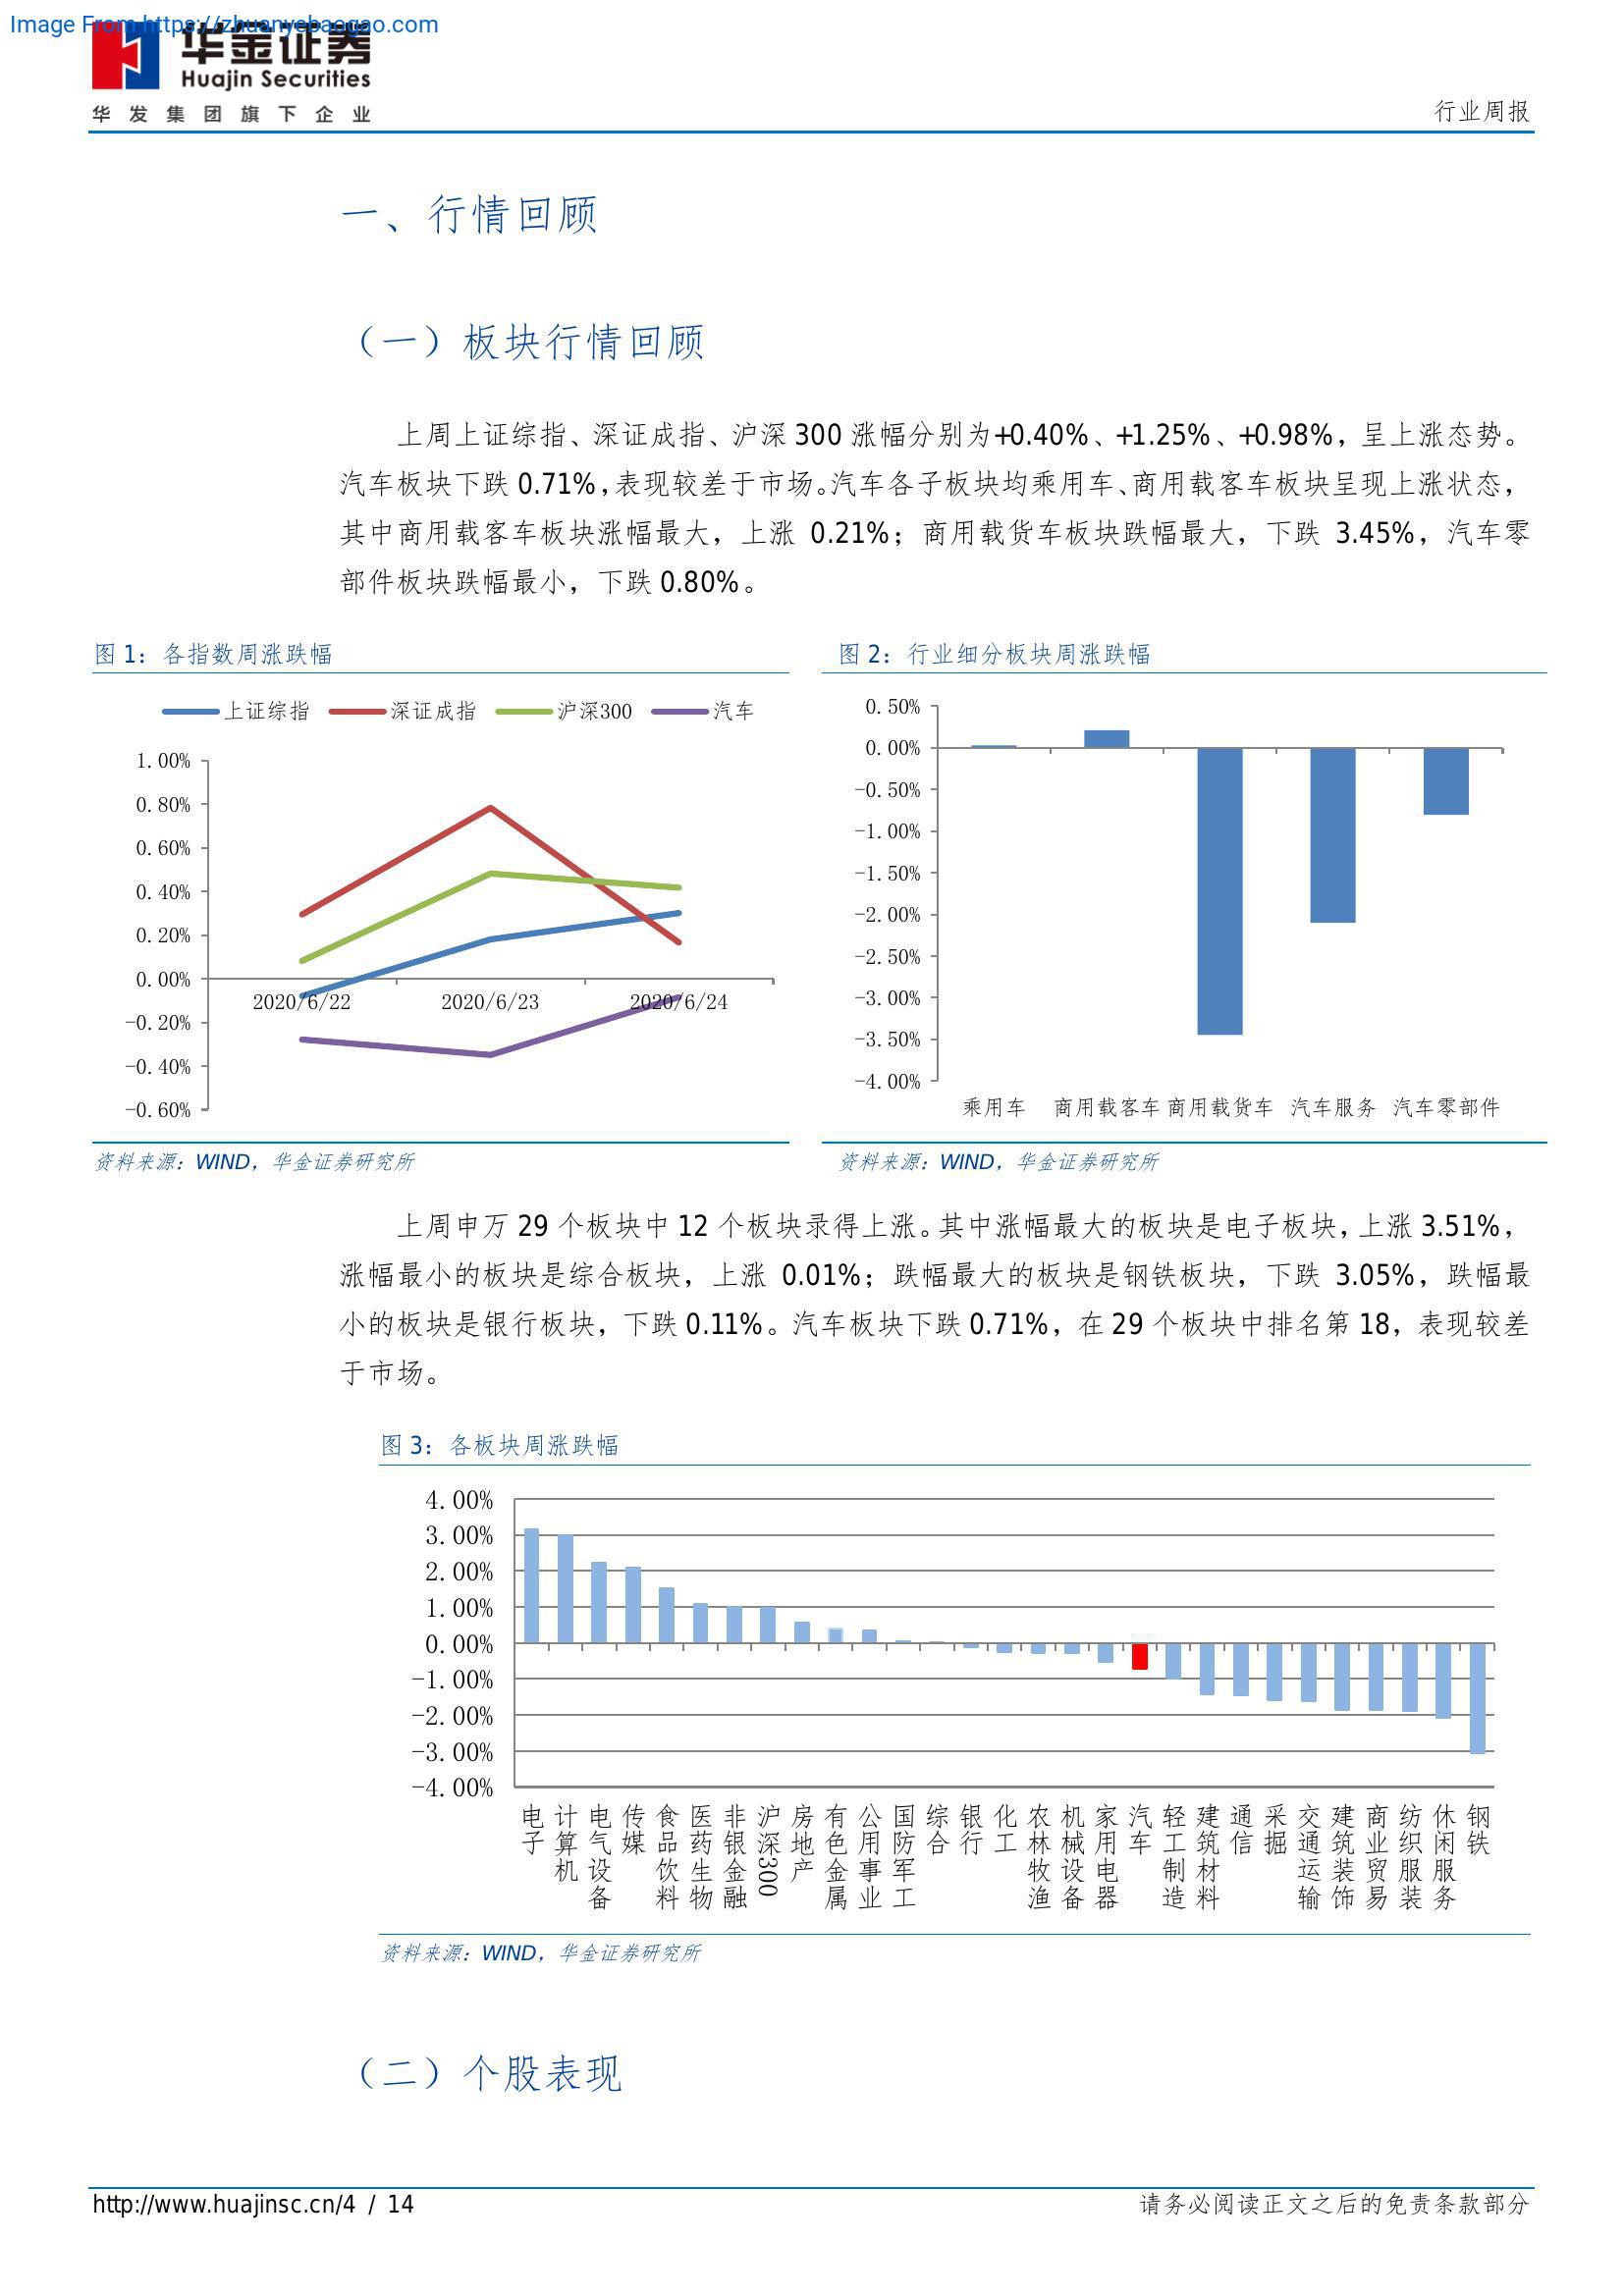 Image From https://zhuanyebaogao.com
华金证券
Huajin Securities
华发集团旗下企业
行业周报
一、行情回顾
（一）板块行情回顾
上周上证综指、深证成指、沪深 300 涨幅分别为+0.40%、+1.25%、+0.98%，呈上涨态势。
汽车板块下跌 0.71%，表现较差于市场。汽车各子板块均乘用车、商用载客车板块呈现上涨状态，
其中商用载客车板块涨幅最大，上涨 0.21%；商用载货车板块跌幅最大，下跌 3.45%，汽车零
部件板块跌幅最小，下跌 0.80%。
图 1：各指数周涨跌幅
上证综指 深证成指 沪深300 汽车
1.00%
0.80%
0.60%
0.40%
0.20%
0.00%
-0.20%
-0.40%
-0.60%
2020/6/22 2020/6/23 2020/6/24
资料来源：WIND，华金证券研究所
图 2：行业细分板块周涨跌幅
0.50%
0.00%
-0.50%
-1.00%
-1.50%
-2.00%
-2.50%
-3.00%
-3.50%
-4.00%
乘用车 商用载客车 商用载货车 汽车服务 汽车零部件
资料来源：WIND，华金证券研究所
上周申万 29 个板块中 12 个板块录得上涨。其中涨幅最大的板块是电子板块，上涨 3.51%，
涨幅最小的板块是综合板块，上涨 0.01%；跌幅最大的板块是钢铁板块，下跌 3.05%，跌幅最
小的板块是银行板块，下跌 0.11%。汽车板块下跌 0.71%，在 29 个板块中排名第 18，表现较差
于市场。
图 3：各板块周涨跌幅
4.00%
3.00%
2.00%
1.00%
0.00%
-1.00%
-2.00%
-3.00%
-4.00%
电子 计算机 电气设备 传媒 食品饮料 医药生物 非银金融 沪深300 房地产 有色金属 公用事业 国防军工 综合 银行 化工 农林牧渔 机械设备 家用电器 汽车 轻工制造 建筑材料 通信 采掘 交通运输 建筑装饰 商业贸易 纺织服装 休闲服务 钢铁
资料来源：WIND，华金证券研究所
（二）个股表现
http://www.huajinsc.cn/4 / 14
请务必阅读正文之后的免责条款部分